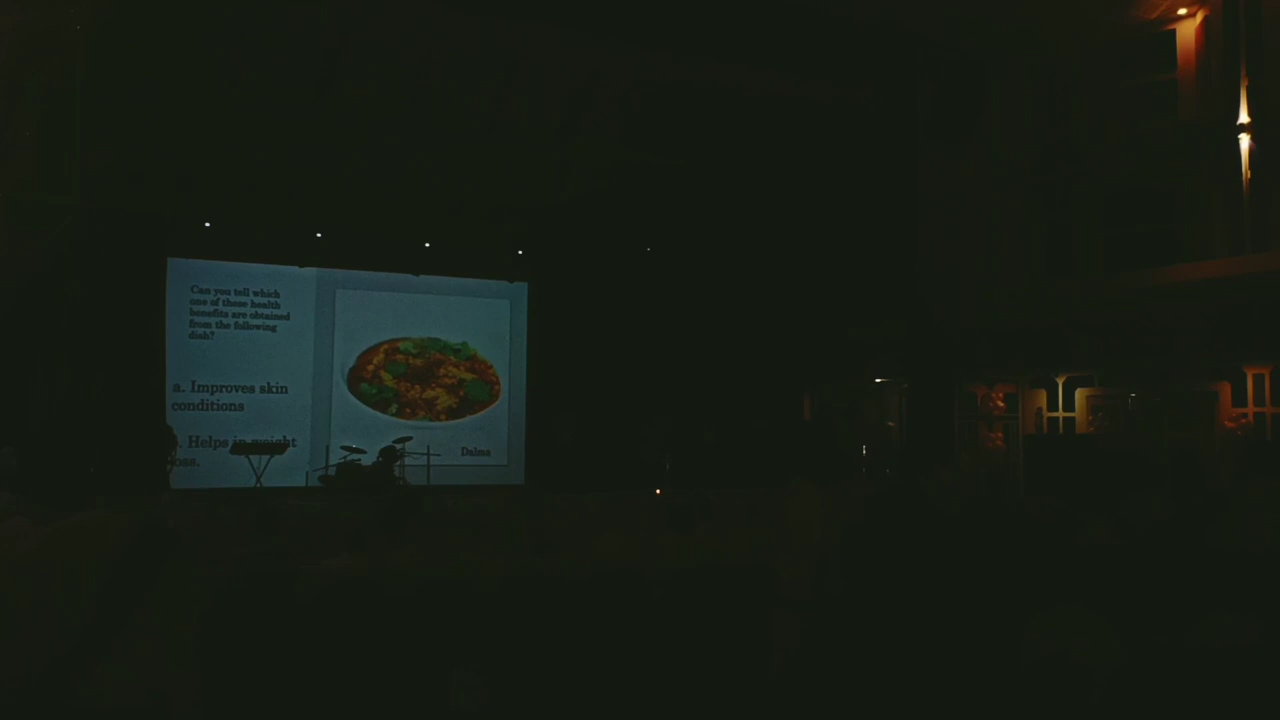 Can you tell which
one of these health
benefits are obtained
from the following
dish?
a. Improves skin
conditions
. Helps in weight
oss.
Dalma